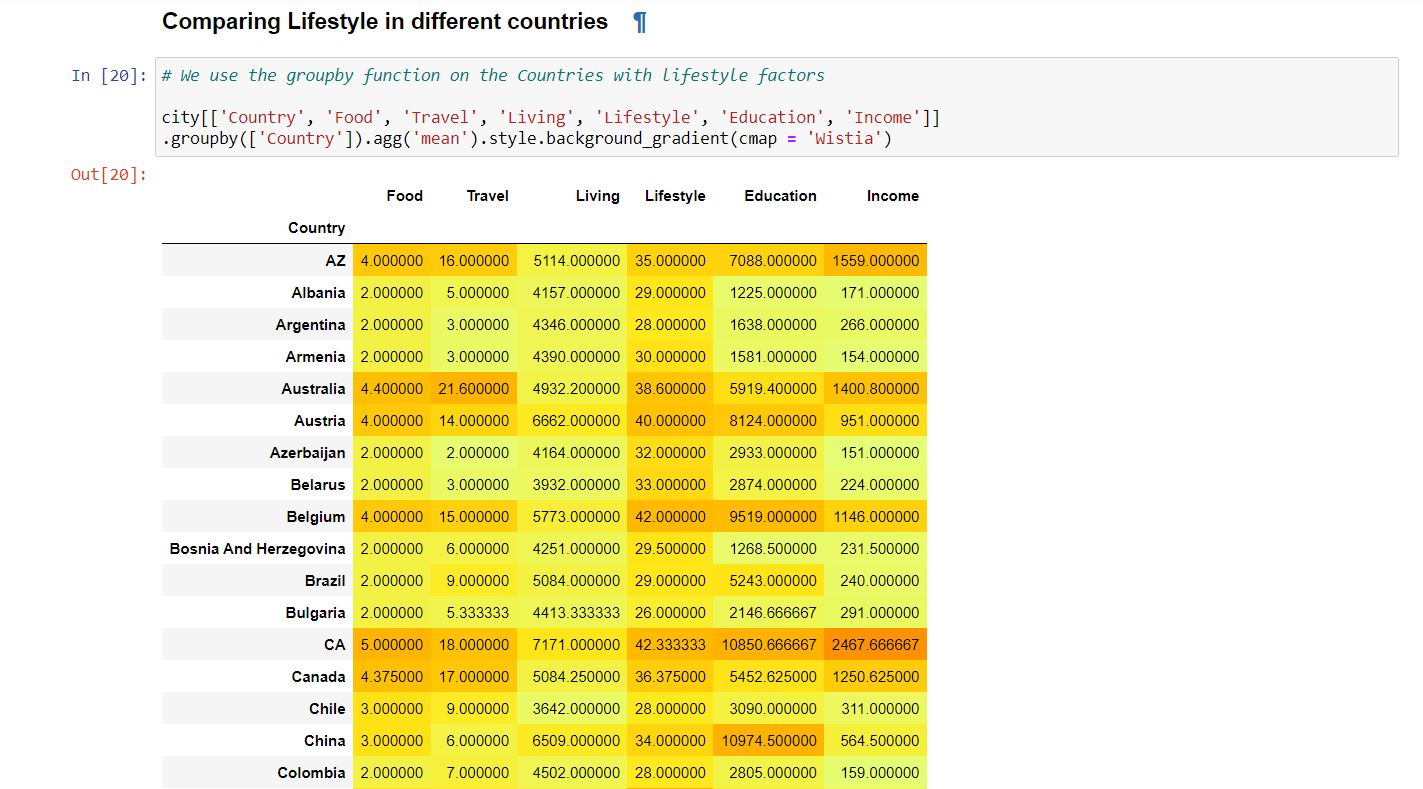 Comparing Lifestyle in different countries ¶
In [20]: # We use the groupby function on the Countries with lifestyle factors
city[['Country', 'Food', 'Travel', 'Living', 'Lifestyle', 'Education', 'Income']]
.groupby(['Country']).agg('mean').style.background_gradient(cmap = 'Wistia')
Out[20]:
Food Travel Living Lifestyle Education Income
Country
AZ 4.000000 16.000000 5114.000000 35.000000 7088.000000 1559.000000
Albania 2.000000 5.000000 4157.000000 29.000000 1225.000000 171.000000
Argentina 2.000000 3.000000 4346.000000 28.000000 1638.000000 266.000000
Armenia 2.000000 3.000000 4390.000000 30.000000 1581.000000 154.000000
Australia 4.400000 21.600000 4932.200000 38.600000 5919.400000 1400.800000
Austria 4.000000 14.000000 6662.000000 40.000000 8124.000000 951.000000
Azerbaijan 2.000000 2.000000 4164.000000 32.000000 2933.000000 151.000000
Belarus 2.000000 3.000000 3932.000000 33.000000 2874.000000 224.000000
Belgium 4.000000 15.000000 5773.000000 42.000000 9519.000000 1146.000000
Bosnia And Herzegovina 2.000000 6.000000 4251.000000 29.500000 1268.500000 231.500000
Brazil 2.000000 9.000000 5084.000000 29.000000 5243.000000 240.000000
Bulgaria 2.000000 5.333333 4413.333333 26.000000 2146.666667 291.000000
CA 5.000000 18.000000 7171.000000 42.333333 10850.666667 2467.666667
Canada 4.375000 17.000000 5084.250000 36.375000 5452.625000 1250.625000
Chile 3.000000 9.000000 3642.000000 28.000000 3090.000000 311.000000
China 3.000000 6.000000 6509.000000 34.000000 10974.500000 564.500000
Colombia 2.000000 7.000000 4502.000000 28.000000 2805.000000 159.000000